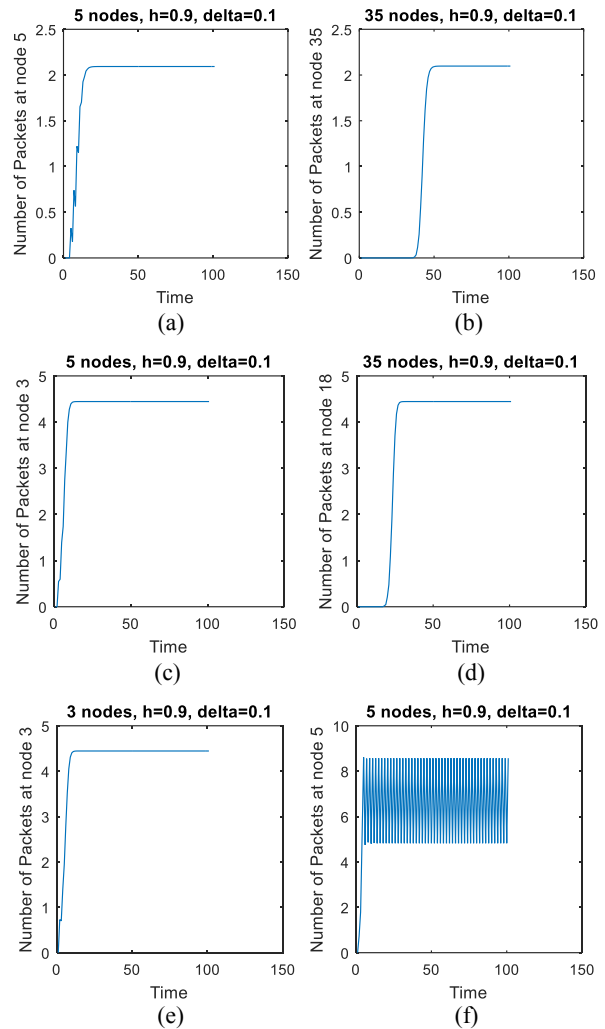 5 nodes, h=0.9, delta=0.1
Number of Packets at node 5
2.5
2
1.5
1
0.5
0
0 50 100 150
Time
(a)
35 nodes, h=0.9, delta=0.1
Number of Packets at node 35
2.5
2
1.5
1
0.5
0
0 50 100 150
Time
(b)
5 nodes, h=0.9, delta=0.1
Number of Packets at node 3
5
4
3
2
1
0
0 50 100 150
Time
(c)
35 nodes, h=0.9, delta=0.1
Number of Packets at node 18
5
4
3
2
1
0
0 50 100 150
Time
(d)
3 nodes, h=0.9, delta=0.1
Number of Packets at node 3
5
4
3
2
1
0
0 50 100 150
Time
(e)
5 nodes, h=0.9, delta=0.1
Number of Packets at node 5
10
8
6
4
2
0
0 50 100 150
Time
(f)